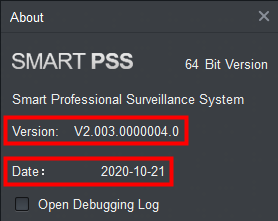 About
SMART PSS 64 Bit Version
Smart Professional Surveillance System
Version: V2.003.0000004.0
Date: 2020-10-21
Open Debugging Log